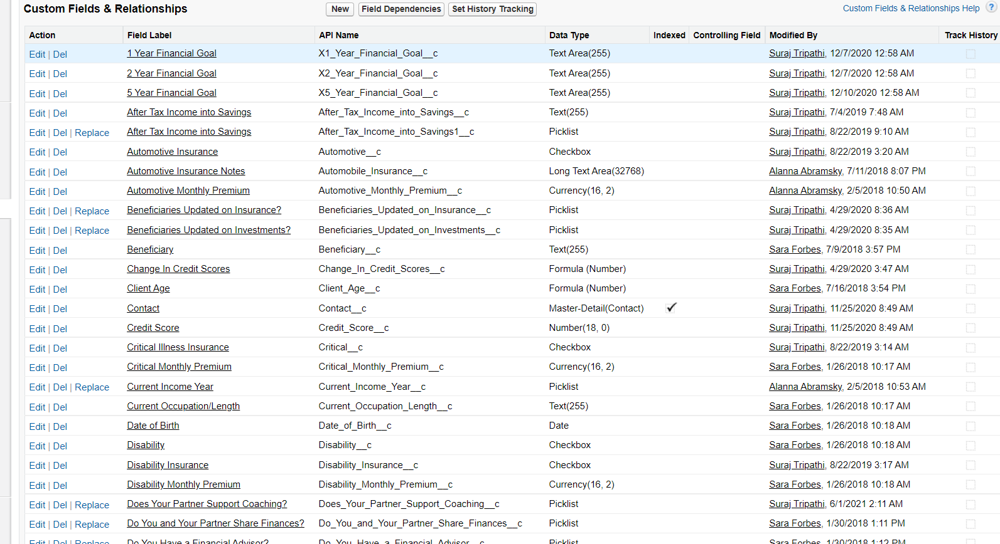 Custom Fields & Relationships New Field Dependencies Set History Tracking Custom Fields & Relationships Help ?
Action Field Label API Name Data Type Indexed Controlling Field Modified By Track History
Edit | Del 1 Year Financial Goal X1_Year_Financial_Goal__c Text Area(255) Suraj Tripathi, 12/7/2020 12:58 AM
Edit | Del 2 Year Financial Goal X2_Year_Financial_Goal__c Text Area(255) Suraj Tripathi, 12/7/2020 12:58 AM
Edit | Del 5 Year Financial Goal X5_Year_Financial_Goal__c Text Area(255) Suraj Tripathi, 12/10/2020 12:58 AM
Edit | Del After Tax Income into Savings After_Tax_Income_into_Savings__c Text(255) Suraj Tripathi, 7/4/2019 7:48 AM
Edit | Del | Replace After Tax Income into Savings After_Tax_Income_into_Savings1__c Picklist Suraj Tripathi, 8/22/2019 9:10 AM
Edit | Del Automotive Insurance Automotive__c Checkbox Suraj Tripathi, 8/22/2019 3:20 AM
Edit | Del Automotive Insurance Notes Automobile_Insurance__c Long Text Area(32768) Alanna Abramsky, 7/11/2018 8:07 PM
Edit | Del Automotive Monthly Premium Automotive_Monthly_Premium__c Currency(16, 2) Alanna Abramsky, 2/5/2018 10:50 AM
Edit | Del | Replace Beneficiaries Updated on Insurance? Beneficiaries_Updated_on_Insurance__c Picklist Suraj Tripathi, 4/29/2020 8:36 AM
Edit | Del | Replace Beneficiaries Updated on Investments? Beneficiaries_Updated_on_Investments__c Picklist Suraj Tripathi, 4/29/2020 8:35 AM
Edit | Del Beneficiary Beneficiary__c Text(255) Sara Forbes, 7/9/2018 3:57 PM
Edit | Del Change In Credit Scores Change_In_Credit_Scores__c Formula (Number) Suraj Tripathi, 4/29/2020 3:47 AM
Edit | Del Client Age Client_Age__c Formula (Number) Sara Forbes, 7/16/2018 3:54 PM
Edit | Del Contact Contact__c Master-Detail(Contact) Suraj Tripathi, 11/25/2020 8:49 AM
Edit | Del Credit Score Credit_Score__c Number(18, 0) Suraj Tripathi, 11/25/2020 8:49 AM
Edit | Del Critical Illness Insurance Critical__c Checkbox Suraj Tripathi, 8/22/2019 3:14 AM
Edit | Del Critical Monthly Premium Critical_Monthly_Premium__c Currency(16, 2) Sara Forbes, 1/26/2018 10:17 AM
Edit | Del | Replace Current Income Year Current_Income_Year__c Picklist Alanna Abramsky, 2/5/2018 10:53 AM
Edit | Del Current Occupation/Length Current_Occupation_Length__c Text(255) Sara Forbes, 1/26/2018 10:17 AM
Edit | Del Date of Birth Date_of_Birth__c Date Sara Forbes, 1/26/2018 10:18 AM
Edit | Del Disability Disability__c Checkbox Sara Forbes, 1/26/2018 10:18 AM
Edit | Del Disability Insurance Disability_Insurance__c Checkbox Suraj Tripathi, 8/22/2019 3:17 AM
Edit | Del Disability Monthly Premium Disability_Monthly_Premium__c Currency(16, 2) Sara Forbes, 1/26/2018 10:18 AM
Edit | Del | Replace Does Your Partner Support Coaching? Does_Your_Partner_Support_Coaching__c Picklist Suraj Tripathi, 6/1/2021 2:11 AM
Edit | Del | Replace Do You and Your Partner Share Finances? Do_You_and_Your_Partner_Share_Finances__c Picklist Sara Forbes, 1/30/2018 1:11 PM
Edit | Del | Replace Do You Have a Financial Advisor? Do_You_Have_a_Financial_Advisor__c Picklist Sara Forbes, 1/30/2018 1:12 PM